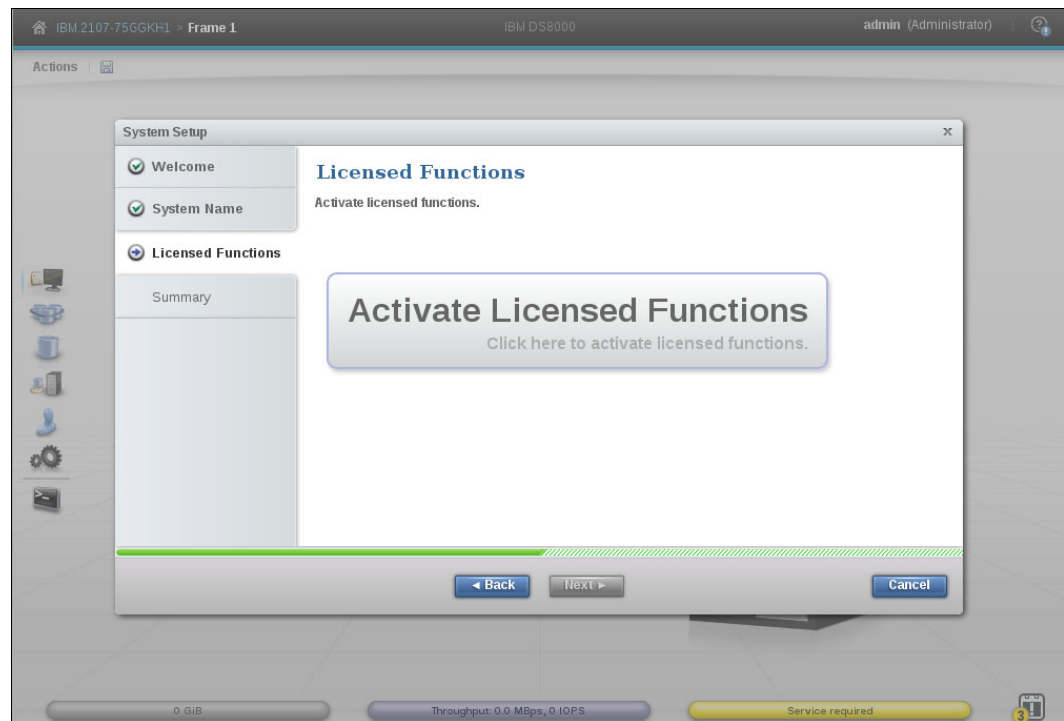 IBM.2107-75GGKH1 > Frame 1
IBM DS8000
admin (Administrator)
Actions
System Setup
x
Welcome
System Name
Licensed Functions
Summary
Licensed Functions
Activate licensed functions.
Activate Licensed Functions
Click here to activate licensed functions.
Back
Next
Cancel
0 GiB
Throughput: 0.0 MBps, 0 IOPS
Service required
3